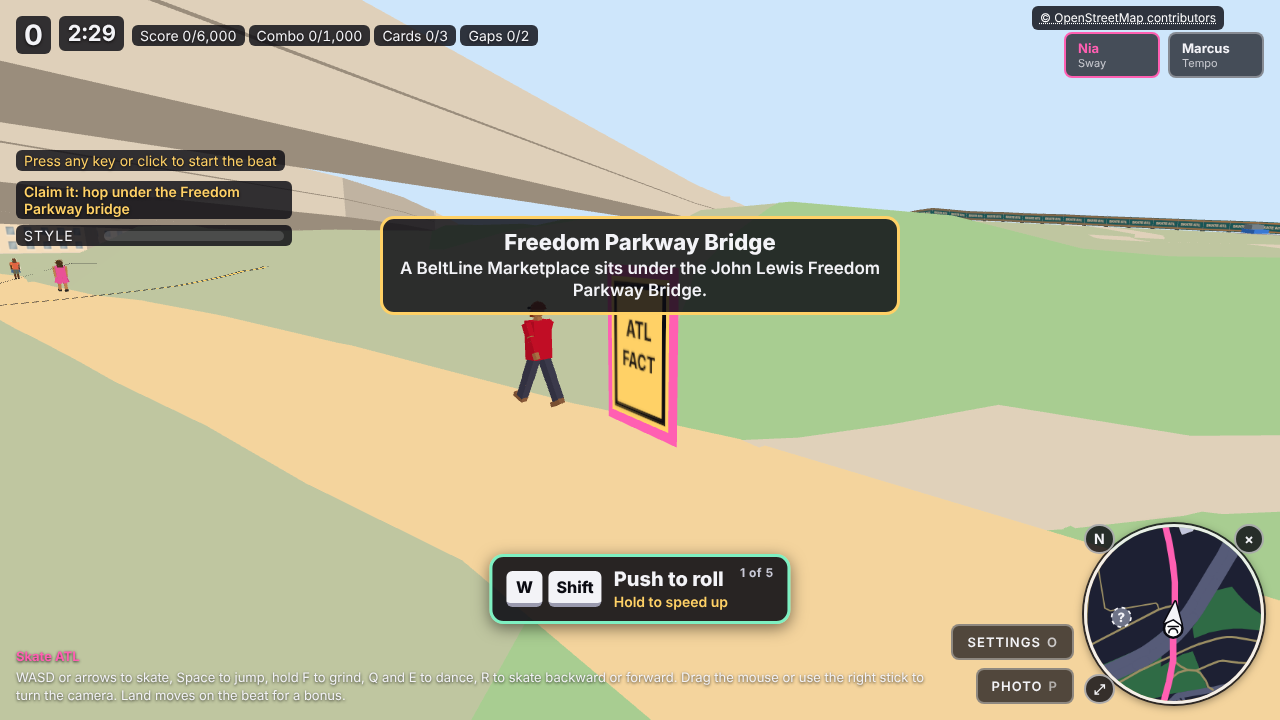 0
2:29
Score 0/6,000
Combo 0/1,000
Cards 0/3
Gaps 0/2
© OpenStreetMap contributors
Nia
Sway
Marcus
Tempo
Press any key or click to start the beat
Claim it: hop under the Freedom
Parkway bridge
STYLE
Freedom Parkway Bridge
A BeltLine Marketplace sits under the John Lewis Freedom
Parkway Bridge.
ATL
FACT
W
Shift
Push to roll
1 of 5
Hold to speed up
N
×
?
SETTINGS O
PHOTO P
Skate ATL
WASD or arrows to skate, Space to jump, hold F to grind, Q and E to dance, R to skate backward or forward. Drag the mouse or use the right stick to
turn the camera. Land moves on the beat for a bonus.